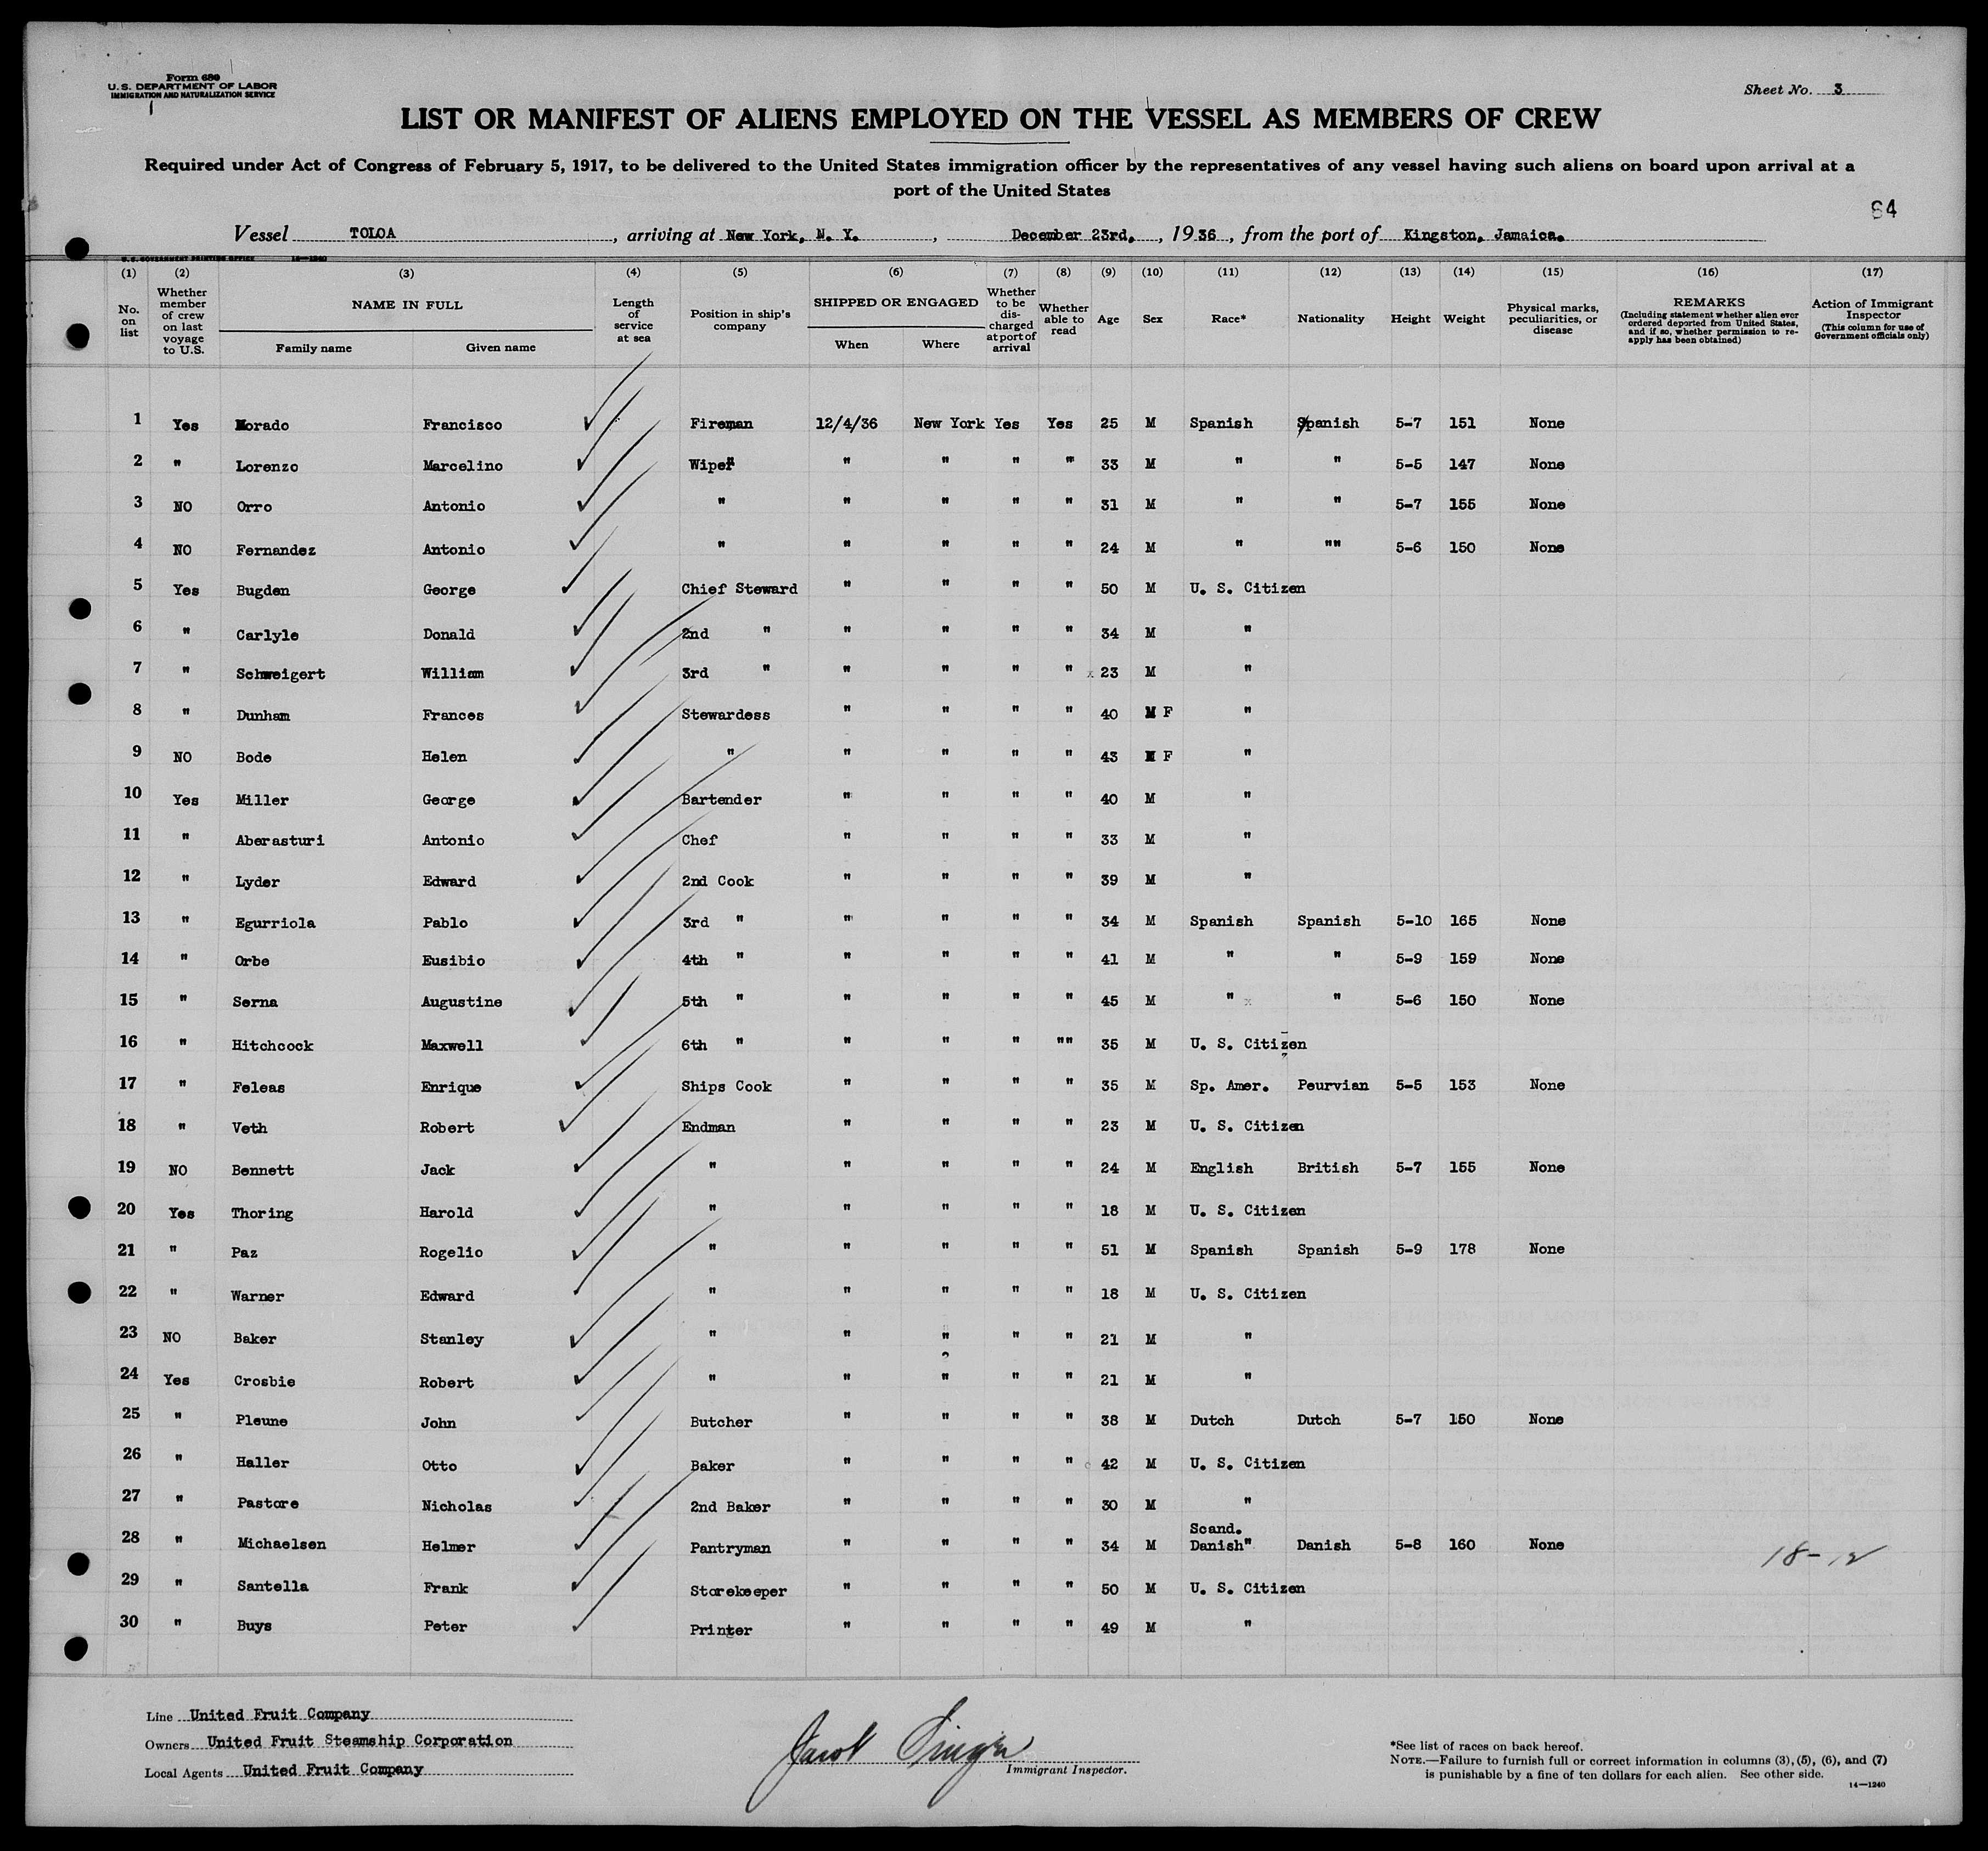 Form 689
U.S. DEPARTMENT OF LABOR
IMMIGRATION AND NATURALIZATION SERVICE
Sheet No. 3
LIST OR MANIFEST OF ALIENS EMPLOYED ON THE VESSEL AS MEMBERS OF CREW
Required under Act of Congress of February 5, 1917, to be delivered to the United States immigration officer by the representatives of any vessel having such aliens on board upon arrival at a
port of the United States
64
Vessel TOLOA, arriving at New York, N. Y., December 23rd, 1936, from the port of Kingston, Jamaica.
U.S. GOVERNMENT PRINTING OFFICE 14—1240
(1) (2) (3) (4) (5) (6) (7) (8) (9) (10) (11) (12) (13) (14) (15) (16) (17)
No. on list
Whether member of crew on last voyage to U.S.
NAME IN FULL
Family name Given name
Length of service at sea
Position in ship's company
SHIPPED OR ENGAGED
When Where
Whether to be discharged at port of arrival
Whether able to read
Age
Sex
Race*
Nationality
Height
Weight
Physical marks, peculiarities, or disease
REMARKS
(Including statement whether alien ever ordered deported from United States, and if so, whether permission to re-apply has been obtained)
Action of Immigrant Inspector
(This column for use of Government officials only)
1 Yes Morado Francisco Fireman 12/4/36 New York Yes Yes 25 M Spanish Spanish 5-7 151 None
2 " Lorenzo Marcelino Wiper " " " " 33 M " " 5-5 147 None
3 NO Orro Antonio " " " " " 31 M " " 5-7 155 None
4 NO Fernandez Antonio " " " " " 24 M " "" 5-6 150 None
5 Yes Bugden George Chief Steward " " " " 50 M U. S. Citizen
6 " Carlyle Donald 2nd " " " " " 34 M "
7 " Schweigert William 3rd " " " " " 23 M "
8 " Dunham Frances Stewardess " " " " 40 F "
9 NO Bode Helen " " " " " 43 F "
10 Yes Miller George Bartender " " " " 40 M "
11 " Aberasturi Antonio Chef " " " " 33 M "
12 " Lyder Edward 2nd Cook " " " " 39 M "
13 " Egurriola Pablo 3rd " " " " " 34 M Spanish Spanish 5-10 165 None
14 " Orbe Eusibio 4th " " " " " 41 M " " 5-9 159 None
15 " Serna Augustine 5th " " " " " 45 M " " 5-6 150 None
16 " Hitchcock Maxwell 6th " " " " "" 35 M U. S. Citizen
17 " Feleas Enrique Ships Cook " " " " 35 M Sp. Amer. Peurvian 5-5 153 None
18 " Veth Robert Endman " " " " 23 M U. S. Citizen
19 NO Bennett Jack " " " " " 24 M English British 5-7 155 None
20 Yes Thoring Harold " " " " " 18 M U. S. Citizen
21 " Paz Rogelio " " " " " 51 M Spanish Spanish 5-9 178 None
22 " Warner Edward " " " " " 18 M U. S. Citizen
23 NO Baker Stanley " " " " " 21 M "
24 Yes Crosbie Robert " " " " " 21 M "
25 " Pleune John Butcher " " " " 38 M Dutch Dutch 5-7 150 None
26 " Haller Otto Baker " " " " 42 M U. S. Citizen
27 " Pastore Nicholas 2nd Baker " " " " 30 M "
28 " Michaelsen Helmer Pantryman " " " " 34 M Scand. Danish" Danish 5-8 160 None 18-12
29 " Santella Frank Storekeeper " " " " 50 M U. S. Citizen
30 " Buys Peter Printer " " " " 49 M "
Line United Fruit Company
Owners United Fruit Steamship Corporation
Local Agents United Fruit Company
Jacob Singer
Immigrant Inspector.
*See list of races on back hereof.
NOTE.—Failure to furnish full or correct information in columns (3), (5), (6), and (7)
is punishable by a fine of ten dollars for each alien. See other side.
14—1240